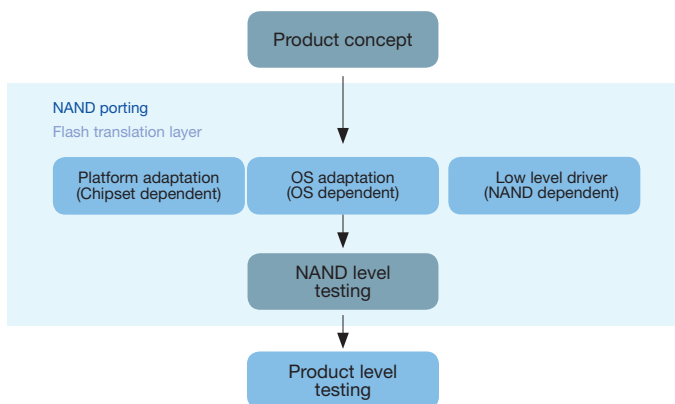 Product concept
NAND porting
Flash translation layer
Platform adaptation
(Chipset dependent)
OS adaptation
(OS dependent)
Low level driver
(NAND dependent)
NAND level
testing
Product level
testing